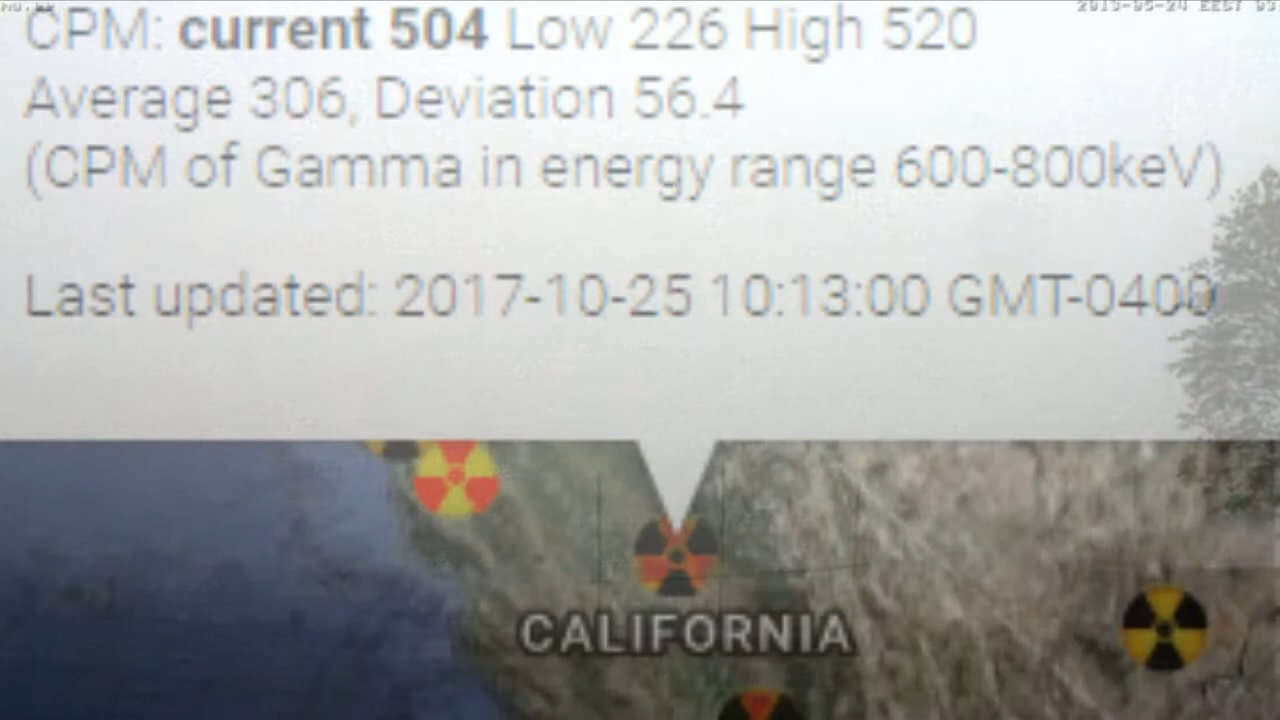 CPM: current 504 Low 226 High 520
Average 306, Deviation 56.4
(CPM of Gamma in energy range 600-800keV)
Last updated: 2017-10-25 10:13:00 GMT-0400
CALIFORNIA